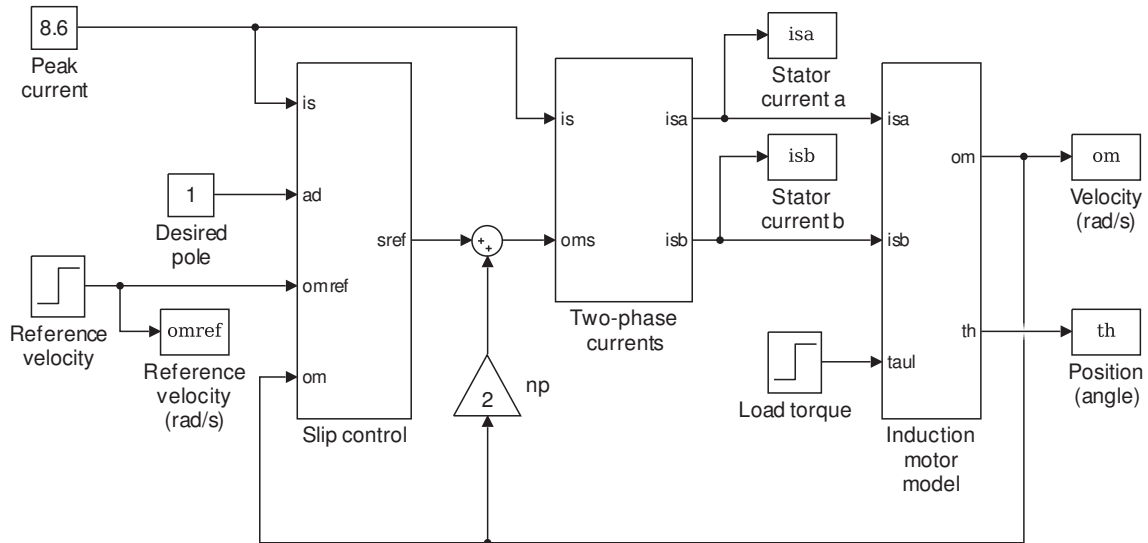 8.6
Peak
current
is
ad
omref
om
sref
Slip control
1
Desired
pole
Reference
velocity
omref
Reference
velocity
(rad/s)
+
+
2
np
is
oms
isa
isb
Two-phase
currents
isa
Stator
current a
isb
Stator
current b
Load torque
isa
isb
taul
om
th
Induction
motor
model
om
Velocity
(rad/s)
th
Position
(angle)